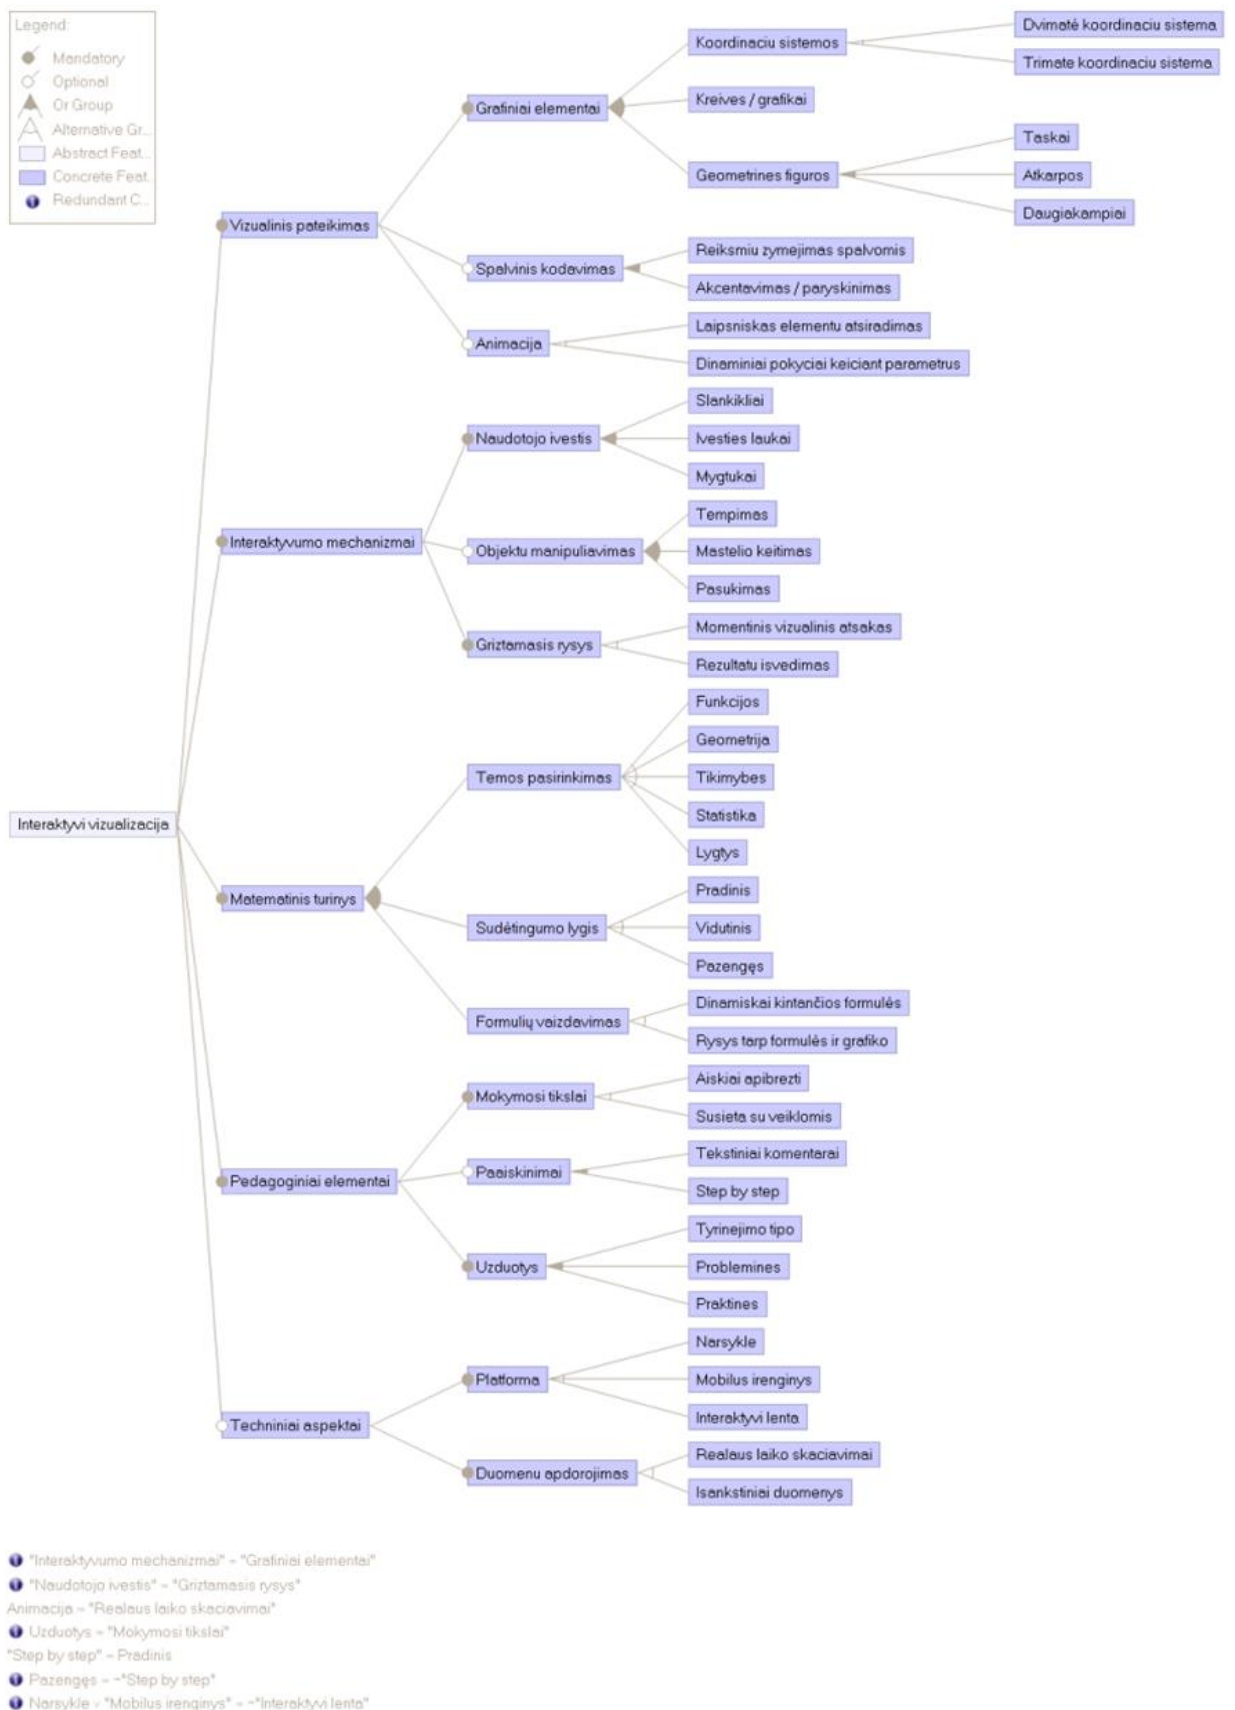 Legend:
Mandatory
Optional
Or Group
Alternative Gr...
Abstract Feat...
Concrete Feat.
Redundant C...
Dvimatė koordinaciu sistema
Koordinaciu sistemos
Trimate koordinaciu sistema
Kreives / grafikai
Grafiniai elementai
Taskai
Geometrines figuros
Atkarpos
Daugiakampiai
Vizualinis pateikimas
Reiksmiu zymejimas spalvomis
Spalvinis kodavimas
Akcentavimas / paryskinimas
Laipsniskas elementu atsiradimas
Animacija
Dinaminiai pokyciai keiciant parametrus
Slankikliai
Naudotojo ivestis
Ivesties laukai
Mygtukai
Tempimas
Interaktyvumo mechanizmai
Objektu manipuliavimas
Mastelio keitimas
Pasukimas
Momentinis vizualinis atsakas
Griztamasis rysys
Rezultatu isvedimas
Funkcijos
Geometrija
Temos pasirinkimas
Tikimybes
Statistika
Interaktyvi vizualizacija
Lygtys
Matematinis turinys
Pradinis
Sudėtingumo lygis
Vidutinis
Pazengęs
Dinamiskai kintančios formulės
Formulių vaizdavimas
Rysys tarp formulės ir grafiko
Aiskiai apibrezti
Mokymosi tikslai
Susieta su veiklomis
Tekstiniai komentarai
Pedagoginiai elementai
Paaiskinimai
Step by step
Tyrinejimo tipo
Uzduotys
Problemines
Praktines
Narsykle
Platforma
Mobilus irenginys
Interaktyvi lenta
Techniniai aspektai
Realaus laiko skaciavimai
Duomenu apdorojimas
Isankstiniai duomenys
"Interaktyvumo mechanizmai" ⇒ "Grafiniai elementai"
"Naudotojo ivestis" ⇒ "Griztamasis rysys"
Animacija ⇒ "Realaus laiko skaciavimai"
Uzduotys ⇒ "Mokymosi tikslai"
"Step by step" ⇒ Pradinis
Pazengęs ⇒ ¬"Step by step"
Narsykle ∨ "Mobilus irenginys" ⇒ ¬"Interaktyvi lenta"